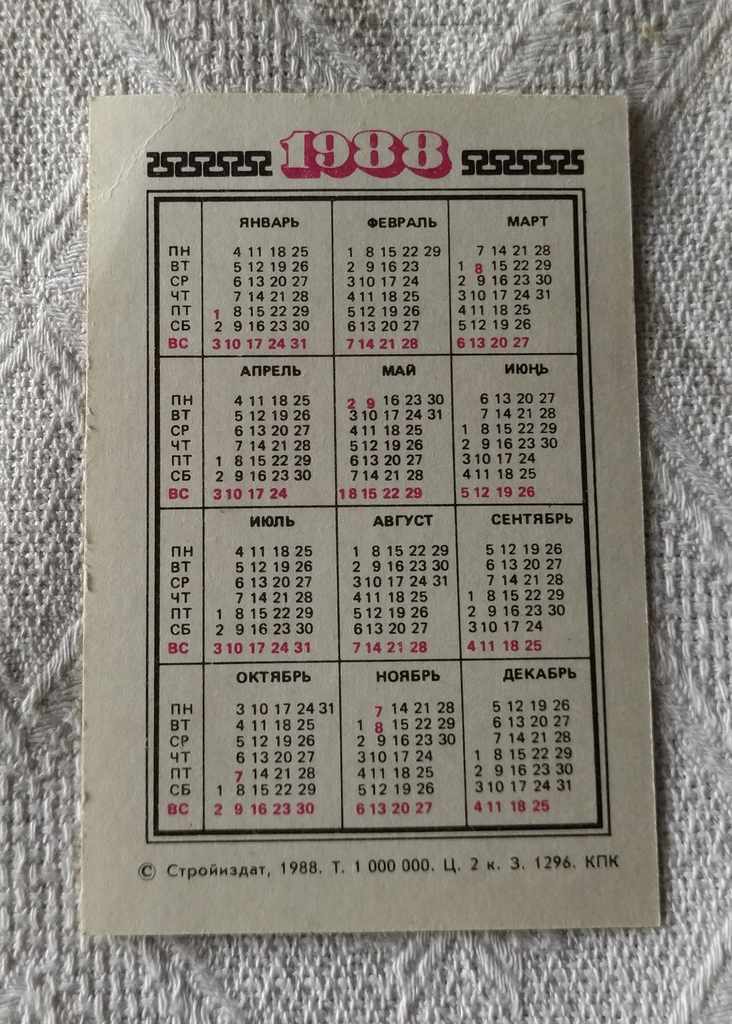 1988
ЯНВАРЬ ФЕВРАЛЬ МАРТ
ПН 4 11 18 25 1 8 15 22 29 7 14 21 28
ВТ 5 12 19 26 2 9 16 23 1 8 15 22 29
СР 6 13 20 27 3 10 17 24 2 9 16 23 30
ЧТ 7 14 21 28 4 11 18 25 3 10 17 24 31
ПТ 1 8 15 22 29 5 12 19 26 4 11 18 25
СБ 2 9 16 23 30 6 13 20 27 5 12 19 26
ВС 3 10 17 24 31 7 14 21 28 6 13 20 27
АПРЕЛЬ МАЙ ИЮНЬ
ПН 4 11 18 25 2 9 16 23 30 6 13 20 27
ВТ 5 12 19 26 3 10 17 24 31 7 14 21 28
СР 6 13 20 27 4 11 18 25 1 8 15 22 29
ЧТ 7 14 21 28 5 12 19 26 2 9 16 23 30
ПТ 1 8 15 22 29 6 13 20 27 3 10 17 24
СБ 2 9 16 23 30 7 14 21 28 4 11 18 25
ВС 3 10 17 24 1 8 15 22 29 5 12 19 26
ИЮЛЬ АВГУСТ СЕНТЯБРЬ
ПН 4 11 18 25 1 8 15 22 29 5 12 19 26
ВТ 5 12 19 26 2 9 16 23 30 6 13 20 27
СР 6 13 20 27 3 10 17 24 31 7 14 21 28
ЧТ 7 14 21 28 4 11 18 25 1 8 15 22 29
ПТ 1 8 15 22 29 5 12 19 26 2 9 16 23 30
СБ 2 9 16 23 30 6 13 20 27 3 10 17 24
ВС 3 10 17 24 31 7 14 21 28 4 11 18 25
ОКТЯБРЬ НОЯБРЬ ДЕКАБРЬ
ПН 3 10 17 24 31 7 14 21 28 5 12 19 26
ВТ 4 11 18 25 1 8 15 22 29 6 13 20 27
СР 5 12 19 26 2 9 16 23 30 7 14 21 28
ЧТ 6 13 20 27 3 10 17 24 1 8 15 22 29
ПТ 7 14 21 28 4 11 18 25 2 9 16 23 30
СБ 1 8 15 22 29 5 12 19 26 3 10 17 24 31
ВС 2 9 16 23 30 6 13 20 27 4 11 18 25
© Стройиздат, 1988. Т. 1 000 000. Ц. 2 к. З. 1296. КПК